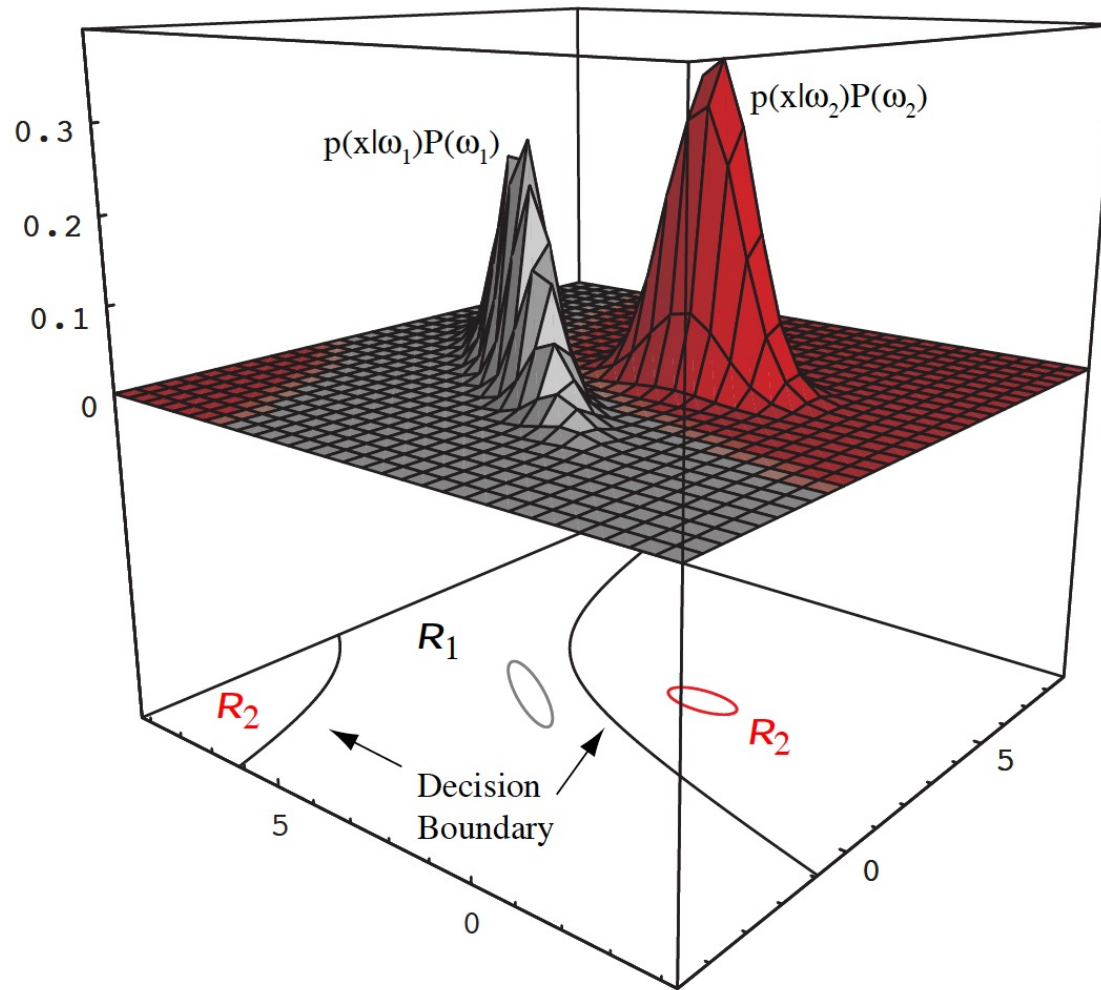 p(x|ω₂)P(ω₂)
0.3
p(x|ω₁)P(ω₁)
0.2
0.1
0
R₁
R₂
R₂
Decision
Boundary
5
5
0
0